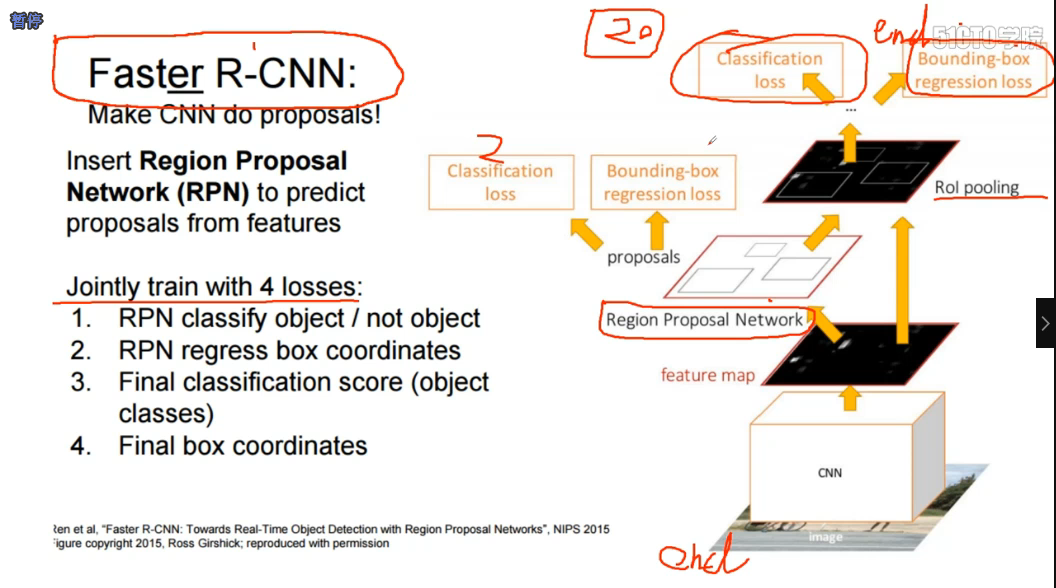 暂停
51CTO学院
Faster R-CNN:
Make CNN do proposals!
Insert Region Proposal
Network (RPN) to predict
proposals from features
Jointly train with 4 losses:
1. RPN classify object / not object
2. RPN regress box coordinates
3. Final classification score (object
classes)
4. Final box coordinates
Ren et al, "Faster R-CNN: Towards Real-Time Object Detection with Region Proposal Networks", NIPS 2015
Figure copyright 2015, Ross Girshick; reproduced with permission
20
end
Classification
loss
Bounding-box
regression loss
...
2
Classification
loss
Bounding-box
regression loss
RoI pooling
proposals
Region Proposal Network
feature map
CNN
image